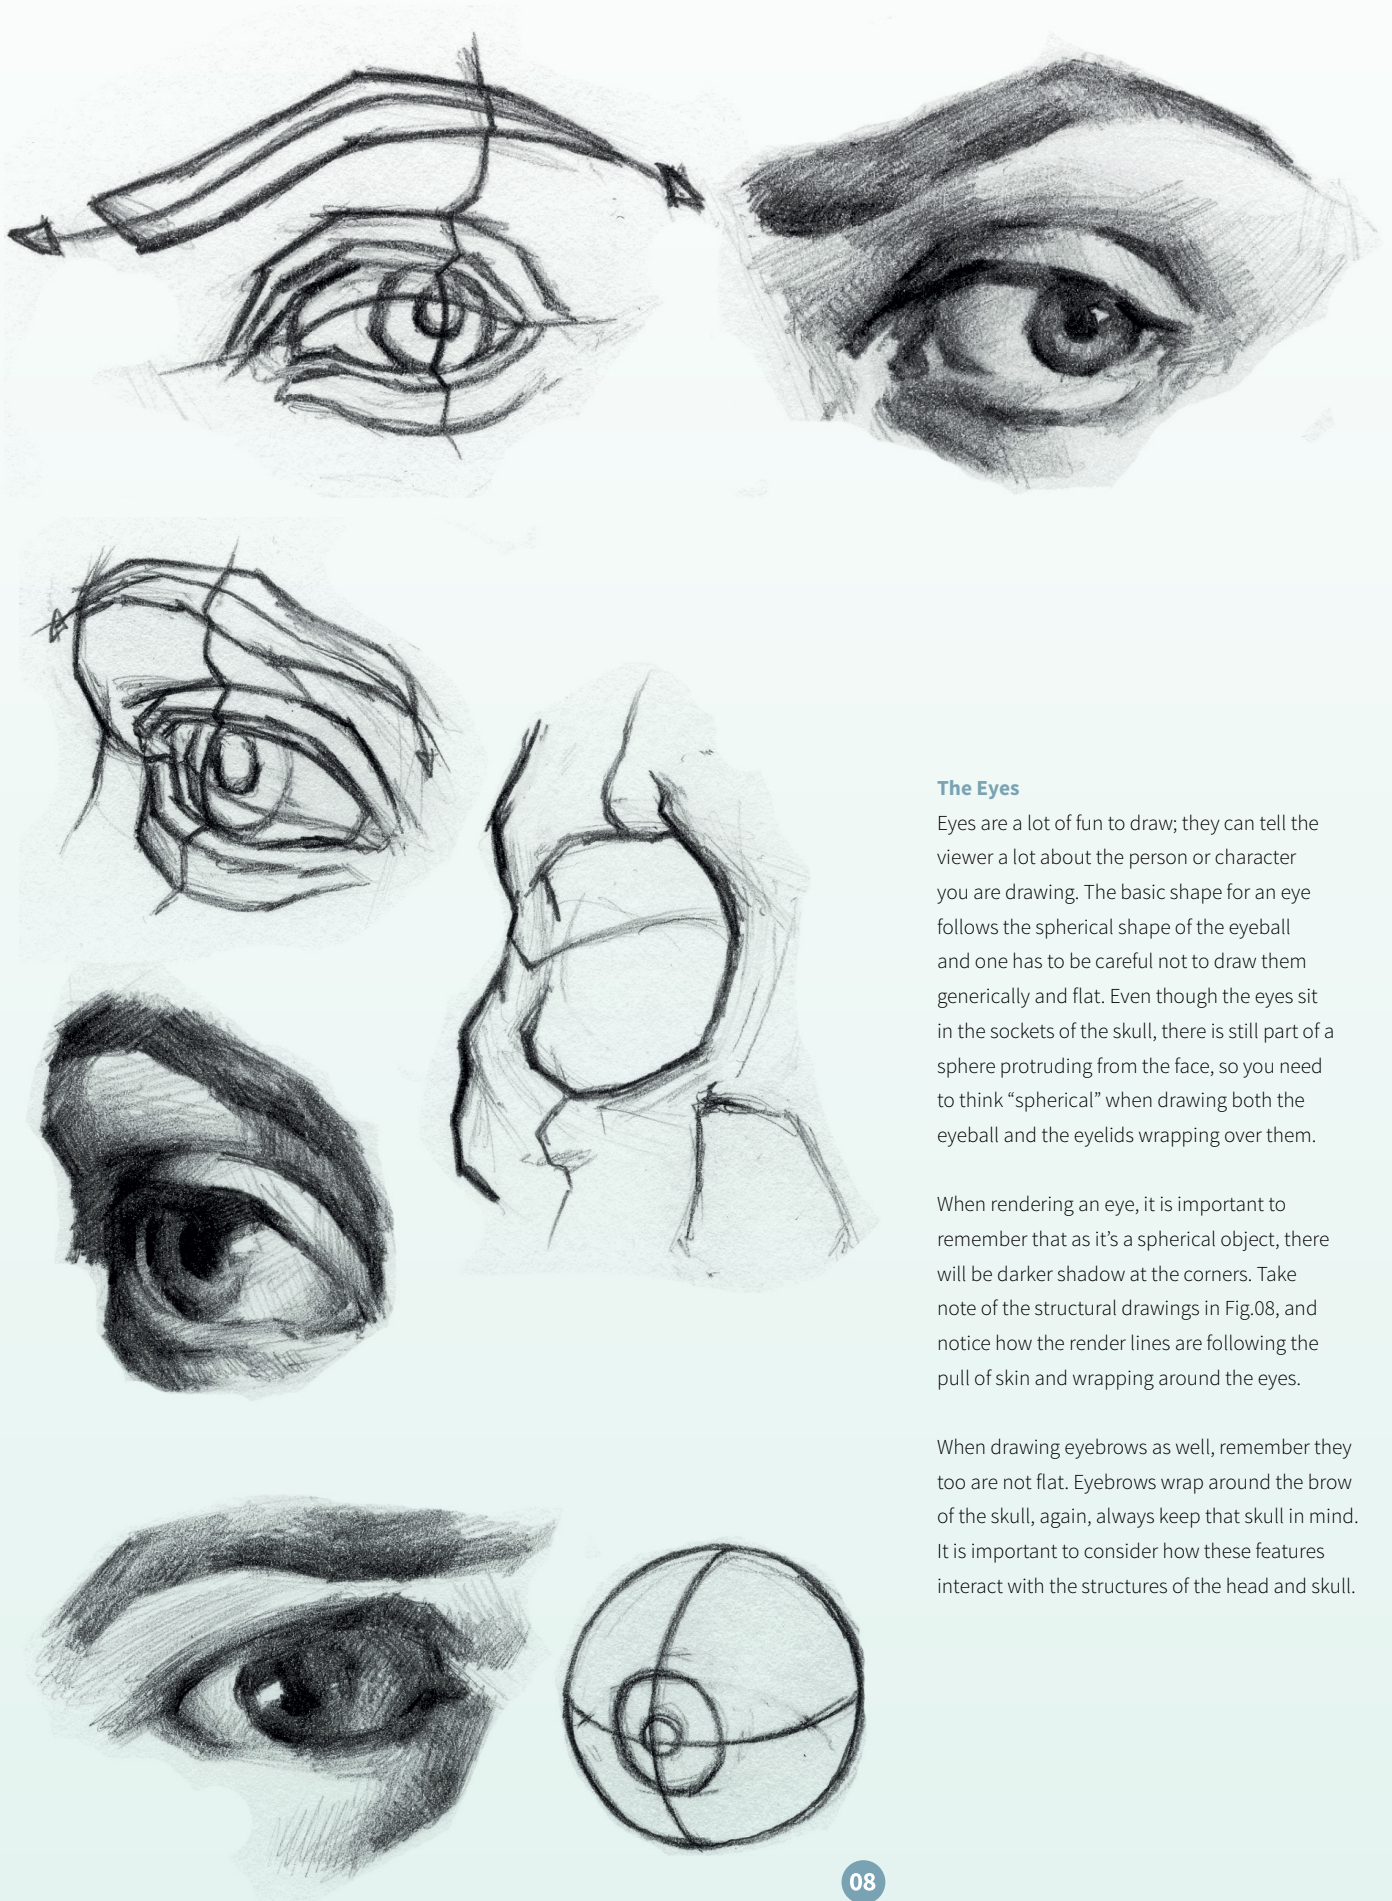 The Eyes
Eyes are a lot of fun to draw; they can tell the
viewer a lot about the person or character
you are drawing. The basic shape for an eye
follows the spherical shape of the eyeball
and one has to be careful not to draw them
generically and flat. Even though the eyes sit
in the sockets of the skull, there is still part of a
sphere protruding from the face, so you need
to think “spherical” when drawing both the
eyeball and the eyelids wrapping over them.
When rendering an eye, it is important to
remember that as it’s a spherical object, there
will be darker shadow at the corners. Take
note of the structural drawings in Fig.08, and
notice how the render lines are following the
pull of skin and wrapping around the eyes.
When drawing eyebrows as well, remember they
too are not flat. Eyebrows wrap around the brow
of the skull, again, always keep that skull in mind.
It is important to consider how these features
interact with the structures of the head and skull.
08